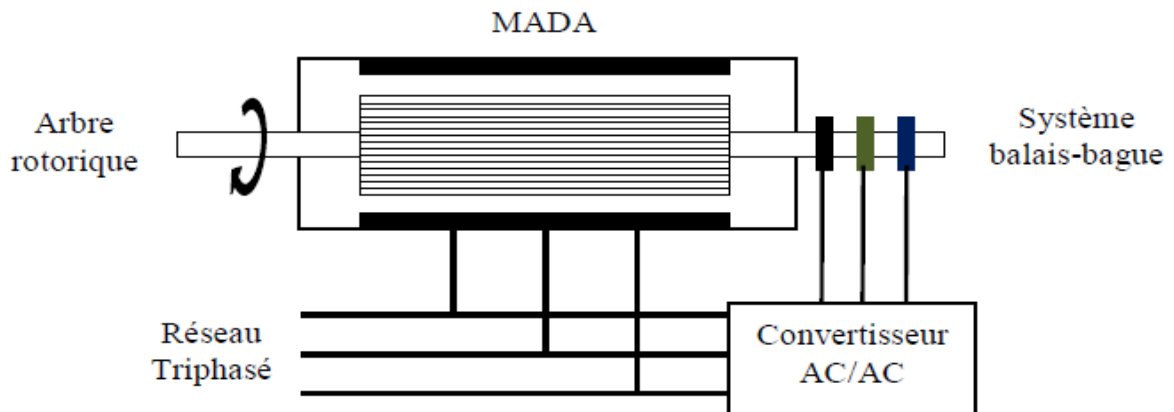 MADA
Arbre
rotorique
Système
balais-bague
Réseau
Triphasé
Convertisseur
AC/AC